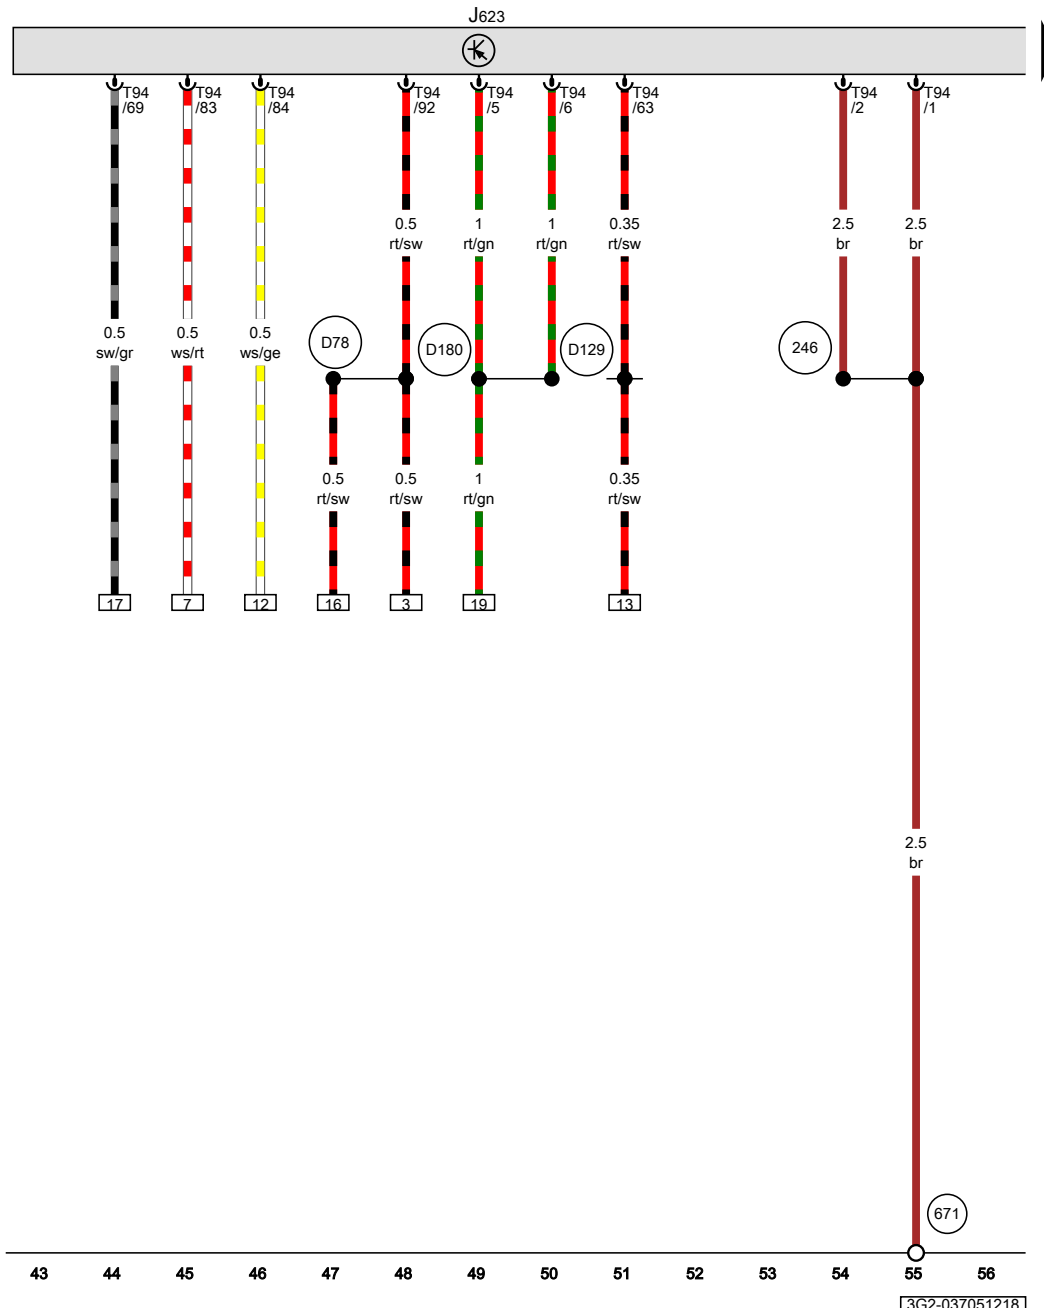 J623
T94 T94 T94 T94 T94 T94 T94 T94 T94
/69 /83 /84 /92 /5 /6 /63 /2 /1
0.5 1 1 0.35 2.5 2.5
rt/sw rt/gn rt/gn rt/sw br br
0.5 0.5 0.5
sw/gr ws/rt ws/ge
D78 D180 D129 246
0.5 0.5 1 0.35
rt/sw rt/sw rt/gn rt/sw
17 7 12 16 3 19 13
2.5
br
671
43 44 45 46 47 48 49 50 51 52 53 54 55 56
3G2-037051218